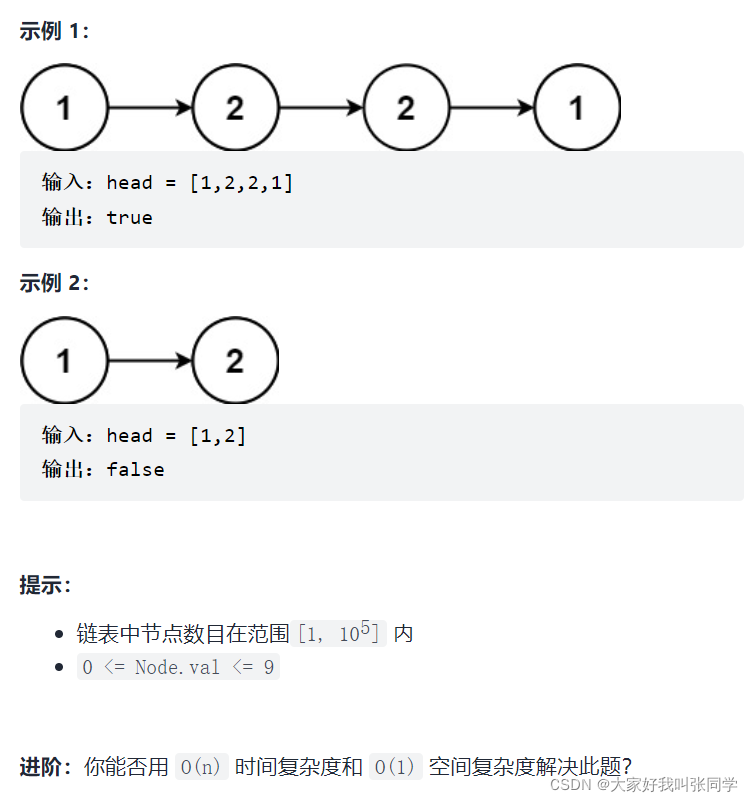 示例 1：
1 2 2 1
输入：head = [1,2,2,1]
输出：true
示例 2：
1 2
输入：head = [1,2]
输出：false
提示：
链表中节点数目在范围[1, 10⁵] 内
0 <= Node.val <= 9
进阶：你能否用 O(n) 时间复杂度和 O(1) 空间复杂度解决此题？
CSDN @大家好我叫张同学